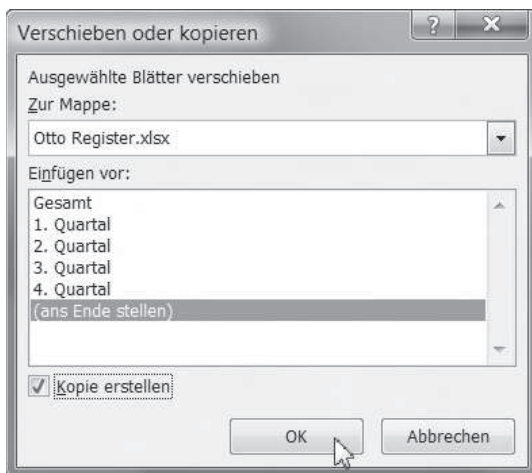 Verschieben oder kopieren
?
Ausgewählte Blätter verschieben
Zur Mappe:
Otto Register.xlsx
Einfügen vor:
Gesamt
1. Quartal
2. Quartal
3. Quartal
4. Quartal
(ans Ende stellen)
Kopie erstellen
OK
Abbrechen